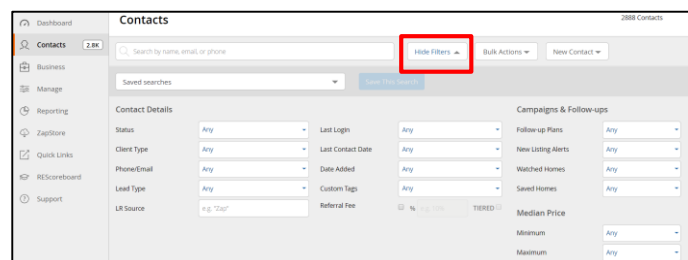 Contacts
2888 Contacts
Dashboard
Contacts 2.8K
Business
Manage
Reporting
ZapStore
Quick Links
REScoreboard
Support
Search by name, email, or phone
Hide Filters
Bulk Actions
New Contact
Saved searches
Save This Search
Contact Details
Status Any
Client Type Any
Phone/Email Any
Lead Type Any
LR Source e.g. "Zap"
Last Login Any
Last Contact Date Any
Date Added Any
Custom Tags Any
Referral Fee % TIERED
Campaigns & Follow-ups
Follow-up Plans Any
New Listing Alerts Any
Watched Homes Any
Saved Homes Any
Median Price
Minimum Any
Maximum Any